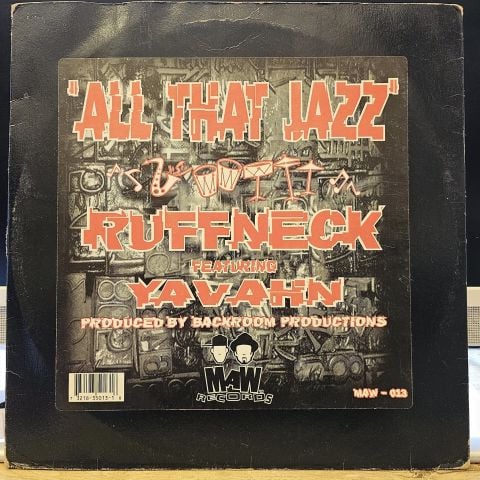 "ALL THAT JAZZ"
RUFFNECK
FEATURING
YAVAHN
PRODUCED BY BACKROOM PRODUCTIONS
MAW
RECORDS
MAW - 013